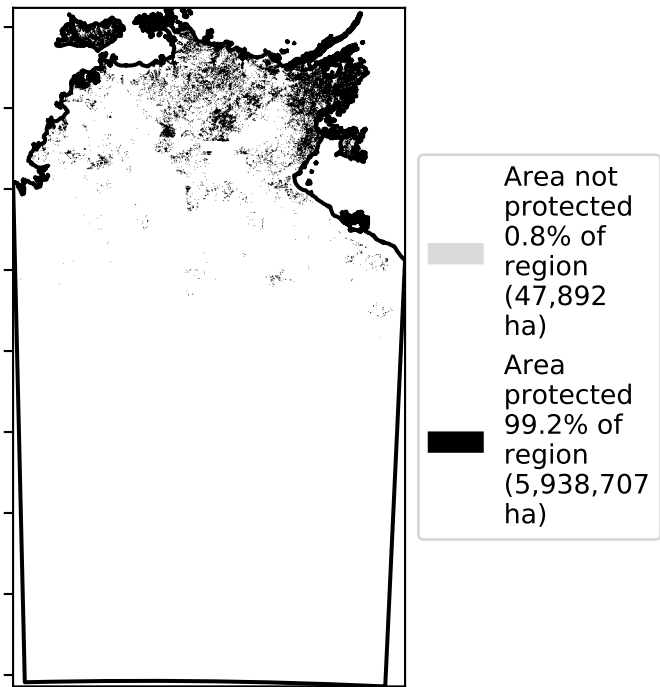 Area not
protected
0.8% of
region
(47,892
ha)
Area
protected
99.2% of
region
(5,938,707
ha)